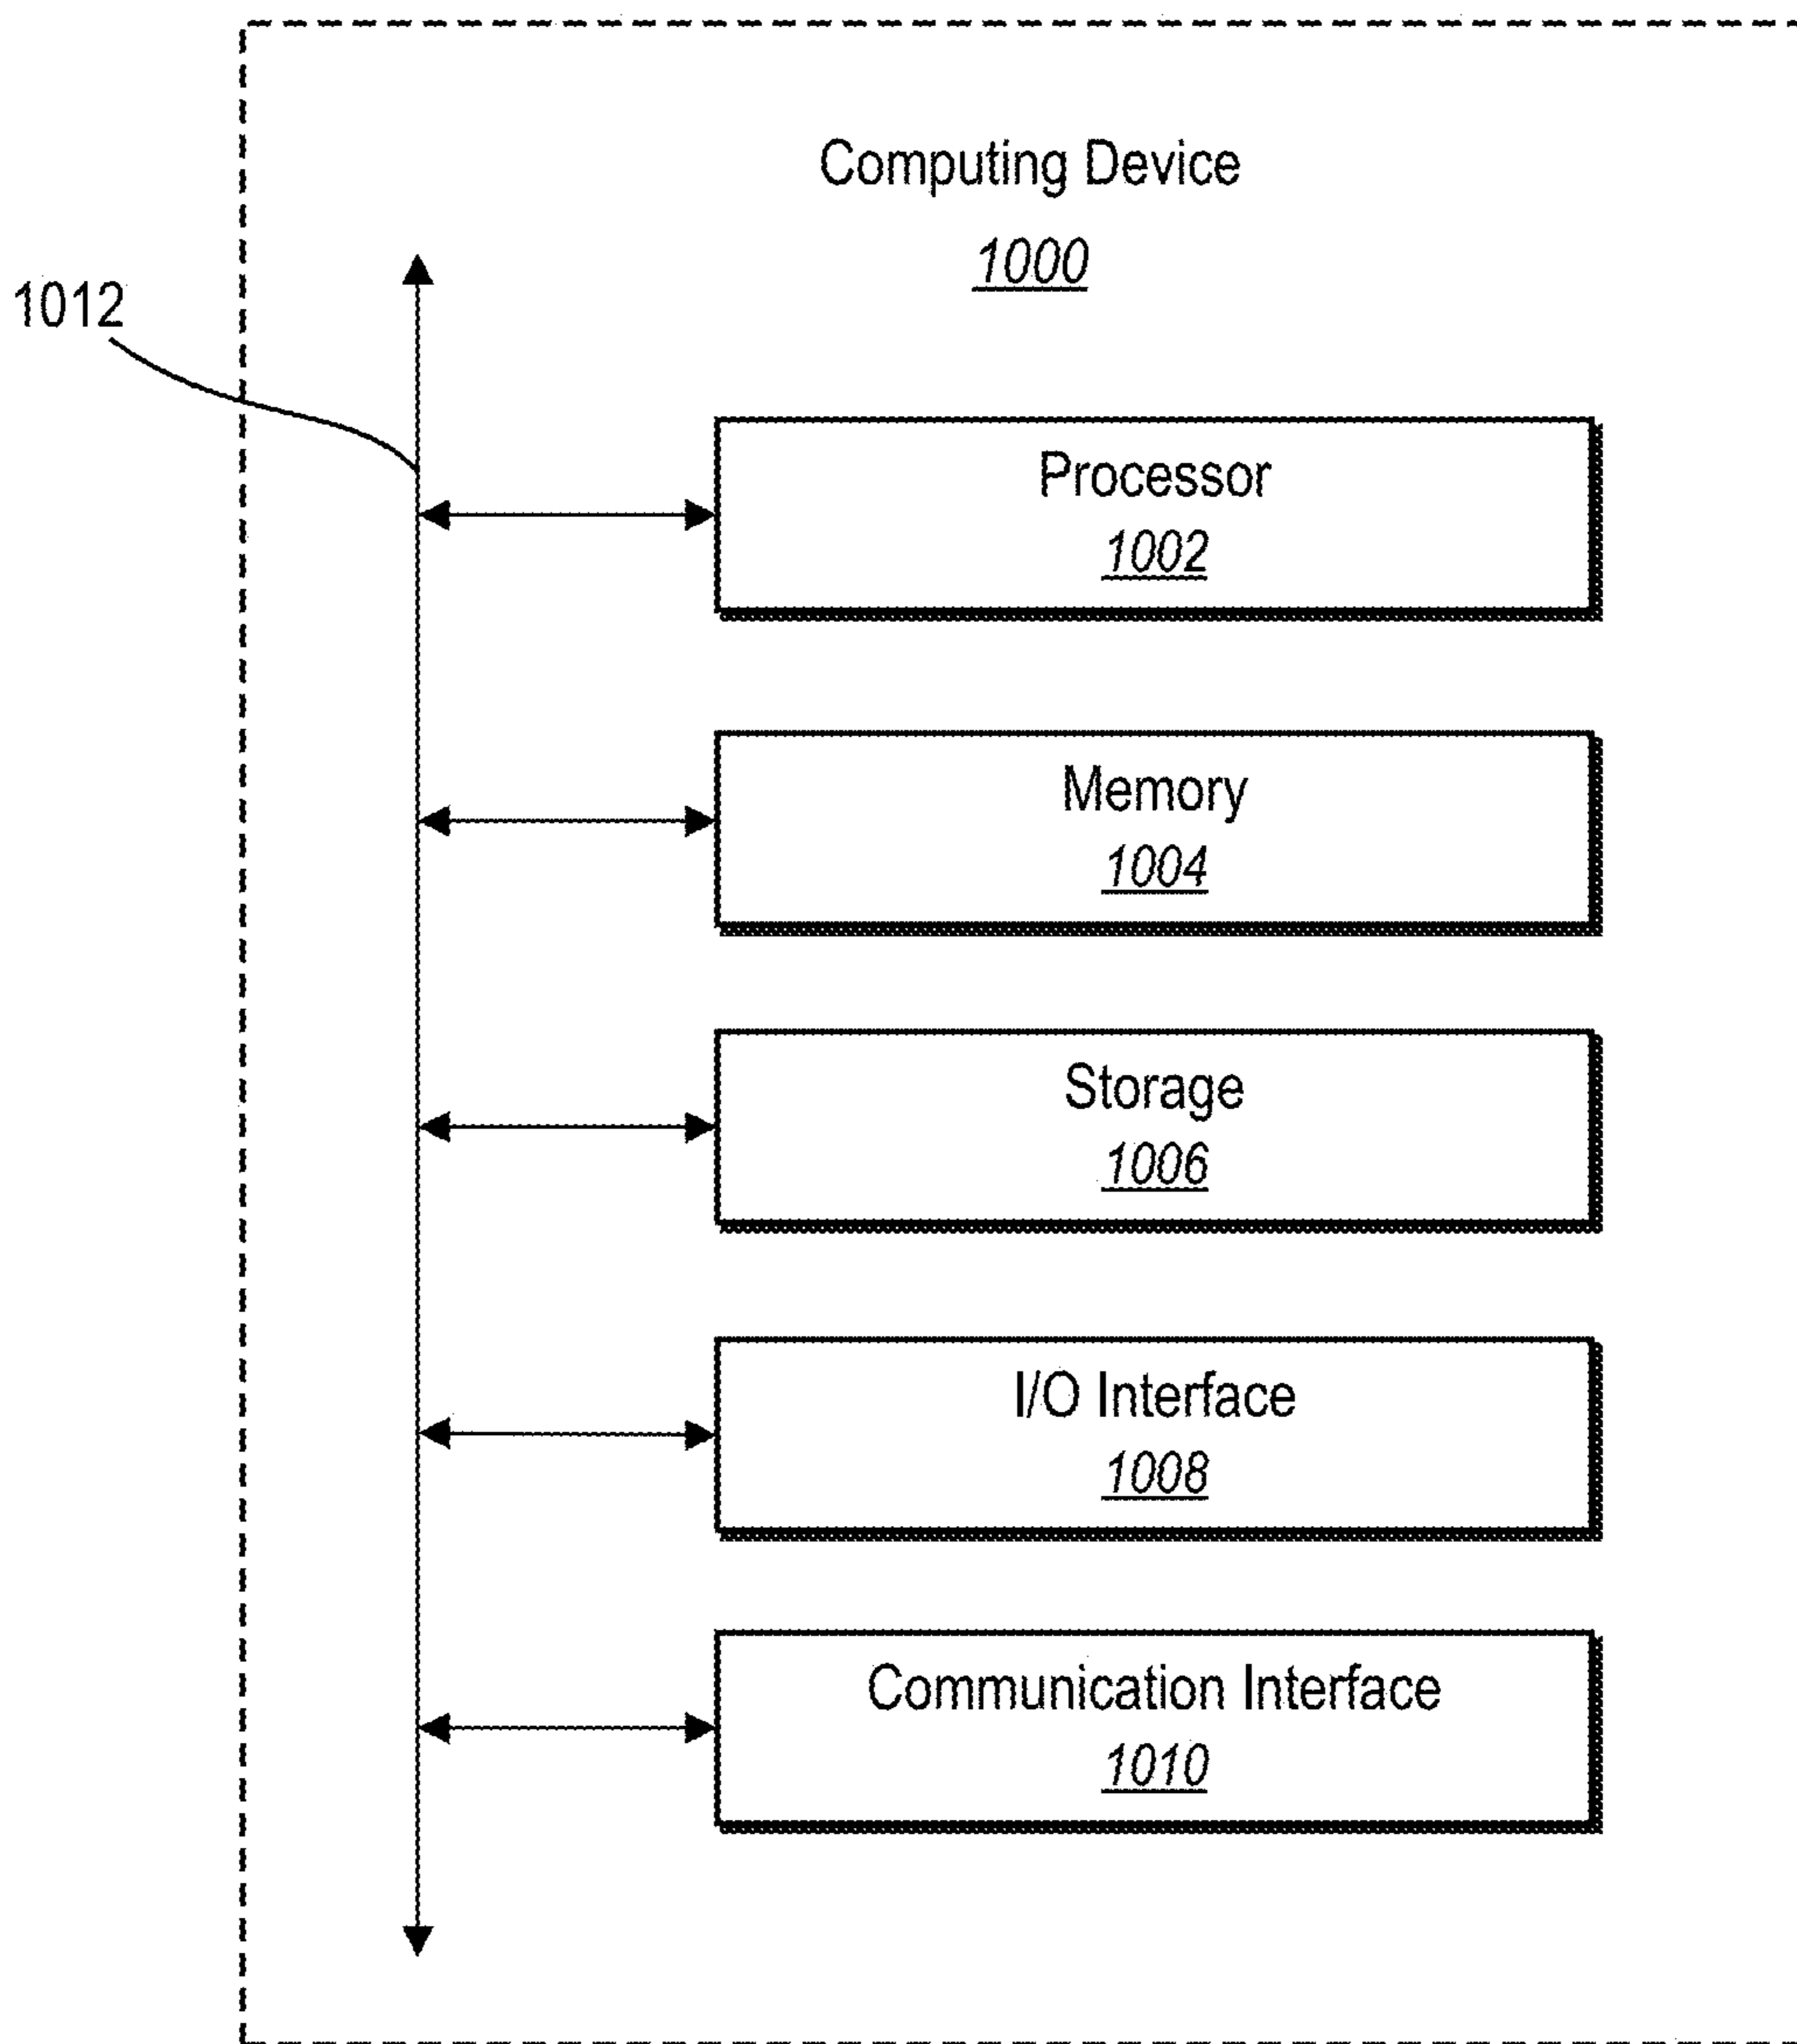 Computing Device
1000
1012
Processor
1002
Memory
1004
Storage
1006
I/O Interface
1008
Communication Interface
1010